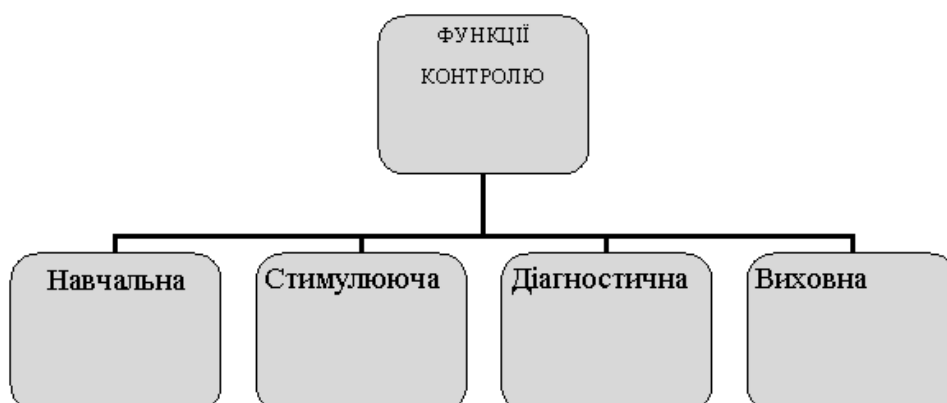 ФУНКЦІЇ
КОНТРОЛЮ
Навчальна
Стимулююча
Діагностична
Виховна